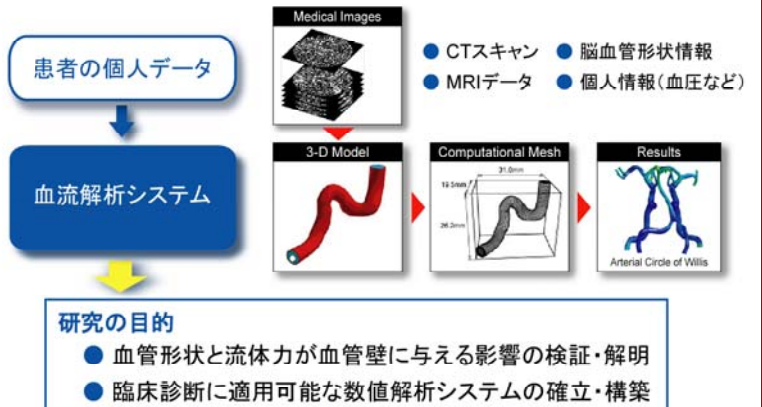 Medical Images
患者の個人データ
● CTスキャン ● 脳血管形状情報
● MRIデータ ● 個人情報（血圧など）
血流解析システム
3-D Model
Computational Mesh
31.0mm
19.5mm
26.2mm
Results
Arterial Circle of Willis
研究の目的
● 血管形状と流体力が血管壁に与える影響の検証・解明
● 臨床診断に適用可能な数値解析システムの確立・構築